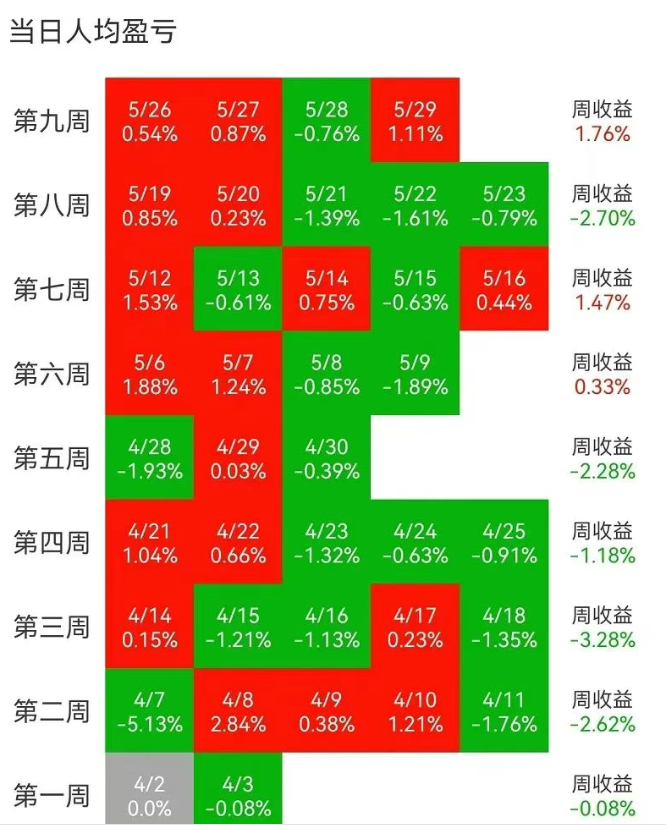 当日人均盈亏
第九周 5/26 5/27 5/28 5/29 周收益
0.54% 0.87% -0.76% 1.11% 1.76%
第八周 5/19 5/20 5/21 5/22 5/23 周收益
0.85% 0.23% -1.39% -1.61% -0.79% -2.70%
第七周 5/12 5/13 5/14 5/15 5/16 周收益
1.53% -0.61% 0.75% -0.63% 0.44% 1.47%
第六周 5/6 5/7 5/8 5/9 周收益
1.88% 1.24% -0.85% -1.89% 0.33%
第五周 4/28 4/29 4/30 周收益
-1.93% 0.03% -0.39% -2.28%
第四周 4/21 4/22 4/23 4/24 4/25 周收益
1.04% 0.66% -1.32% -0.63% -0.91% -1.18%
第三周 4/14 4/15 4/16 4/17 4/18 周收益
0.15% -1.21% -1.13% 0.23% -1.35% -3.28%
第二周 4/7 4/8 4/9 4/10 4/11 周收益
-5.13% 2.84% 0.38% 1.21% -1.76% -2.62%
第一周 4/2 4/3 周收益
0.0% -0.08% -0.08%